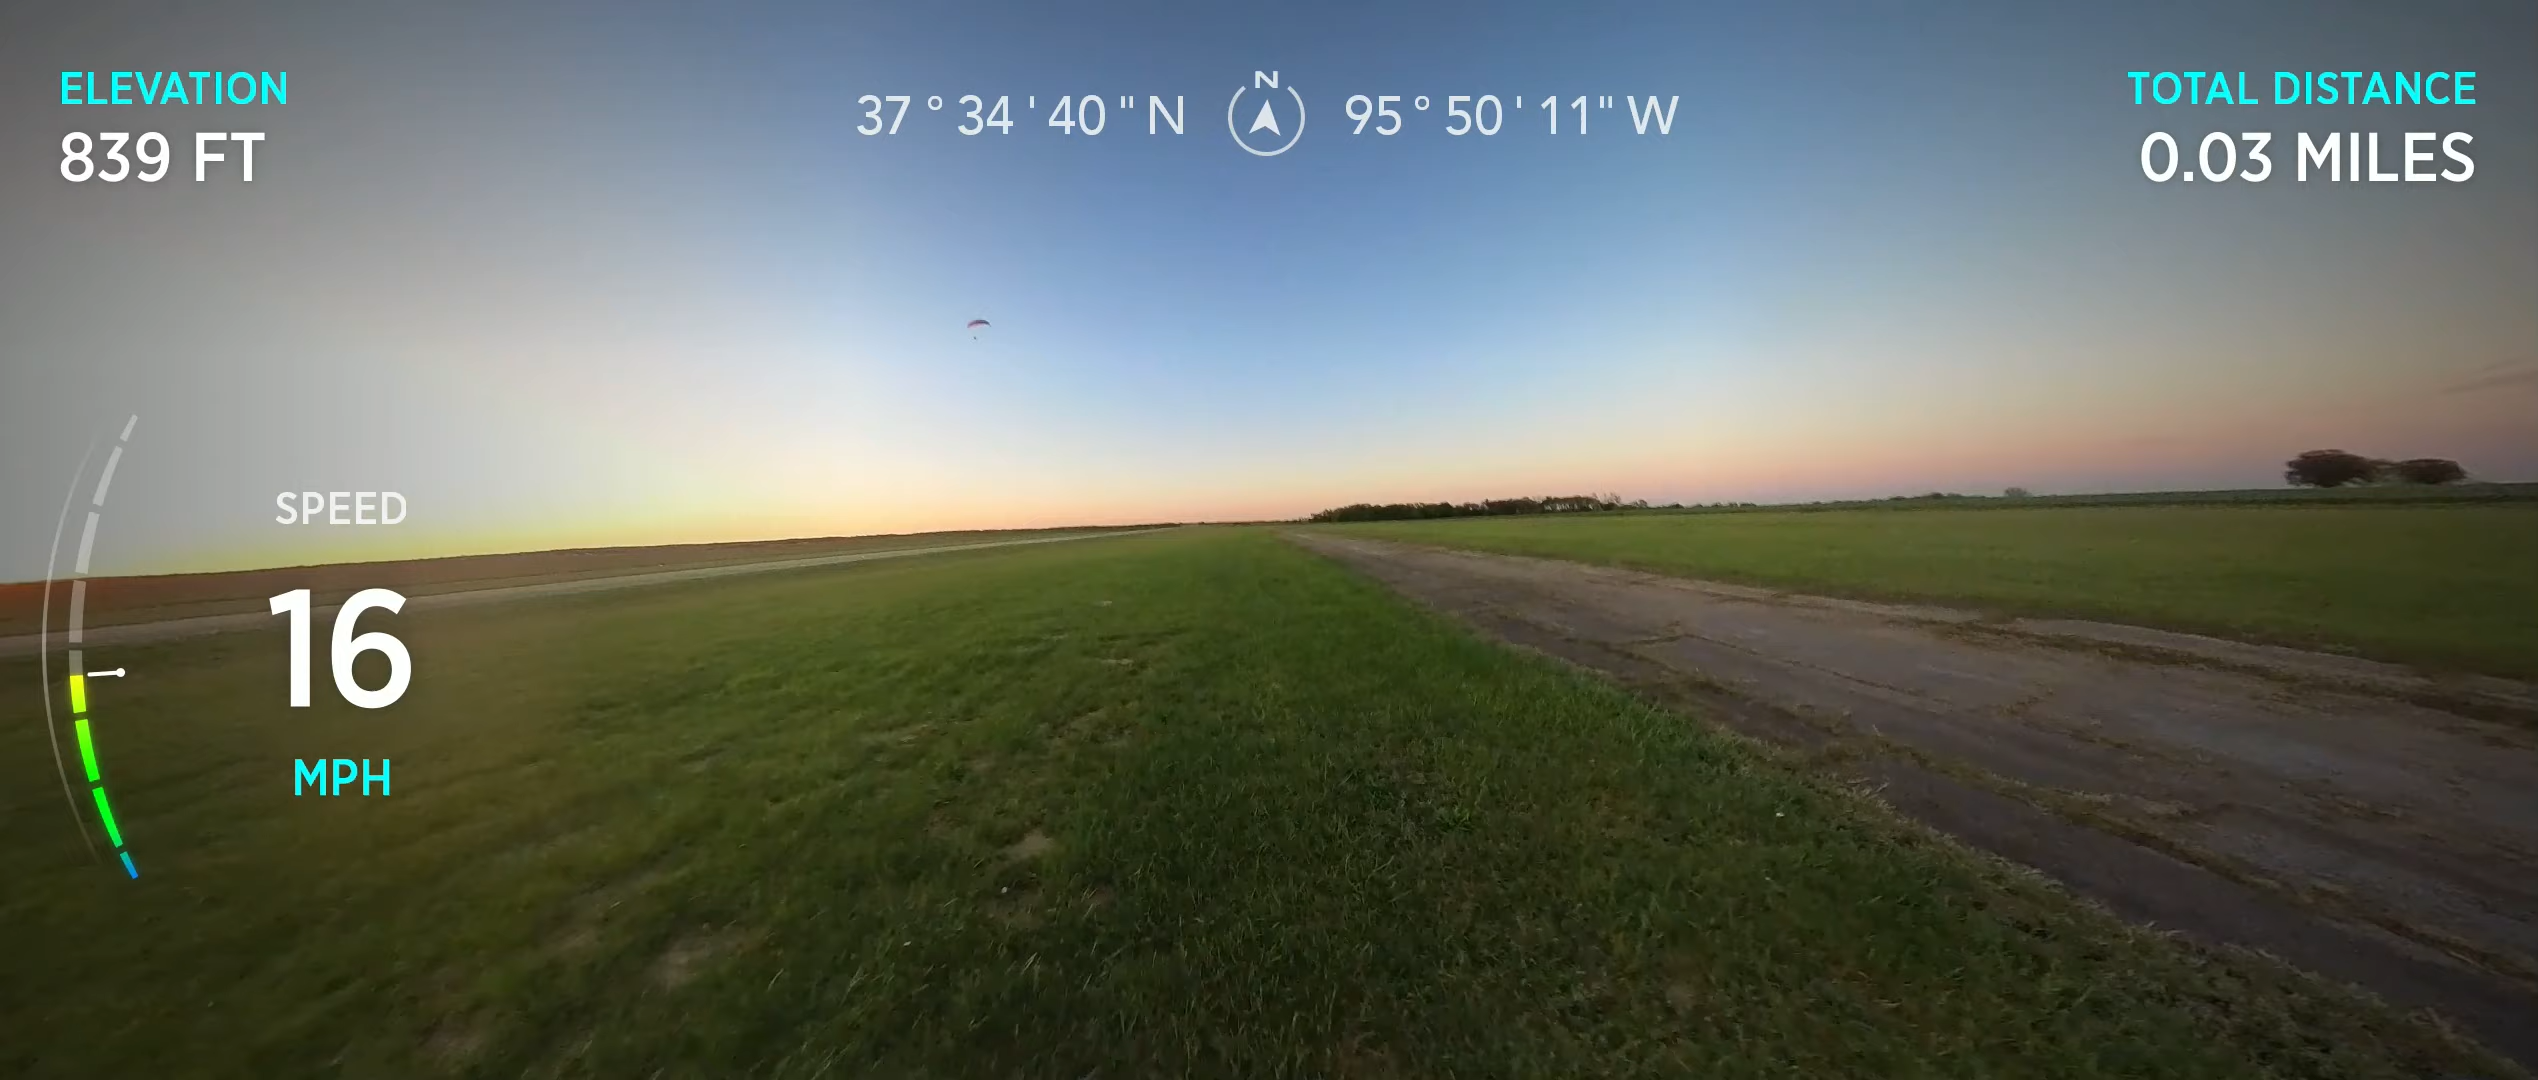 ELEVATION
839 FT
N
37°34'40"N 95°50'11"W
TOTAL DISTANCE
0.03 MILES
SPEED
16
MPH